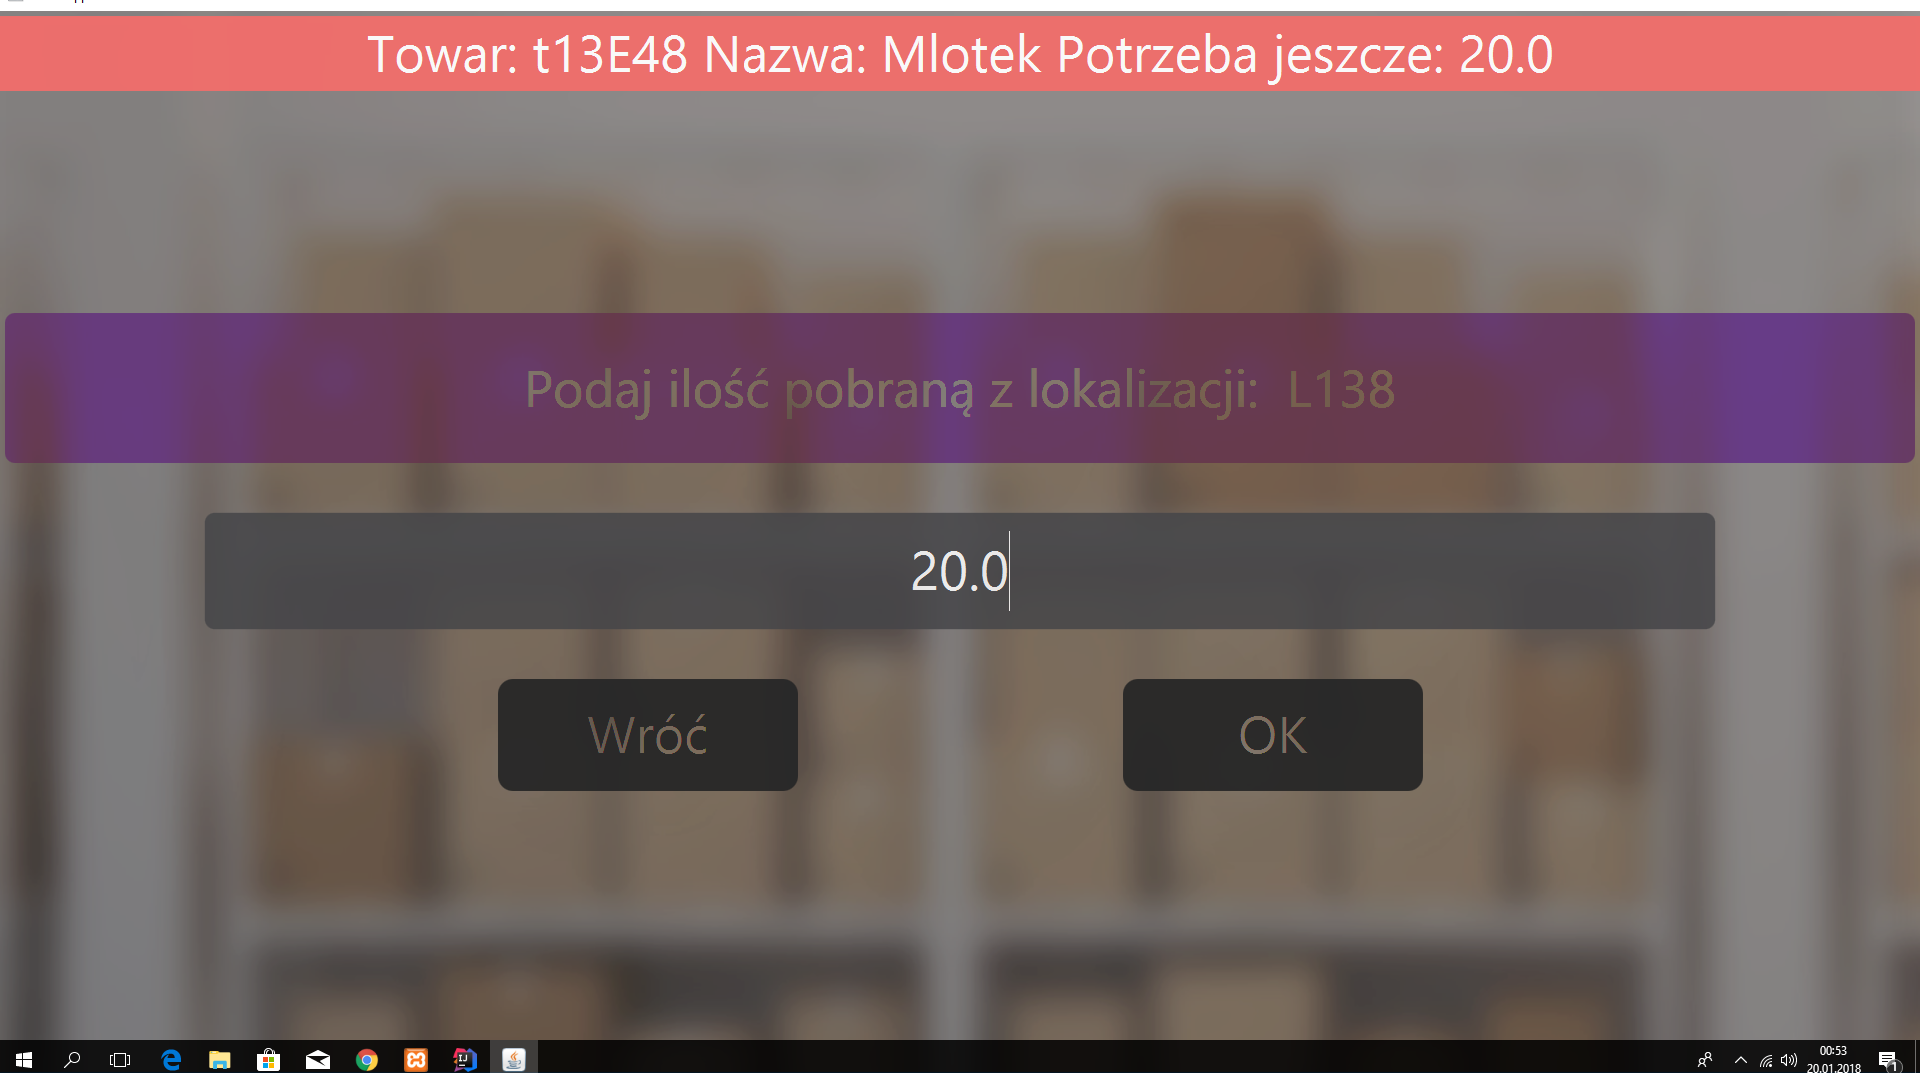 Towar: t13E48 Nazwa: Mlotek Potrzeba jeszcze: 20.0
Podaj ilość pobraną z lokalizacji: L138
20.0
Wróć
OK
00:53
20.01.2018
1